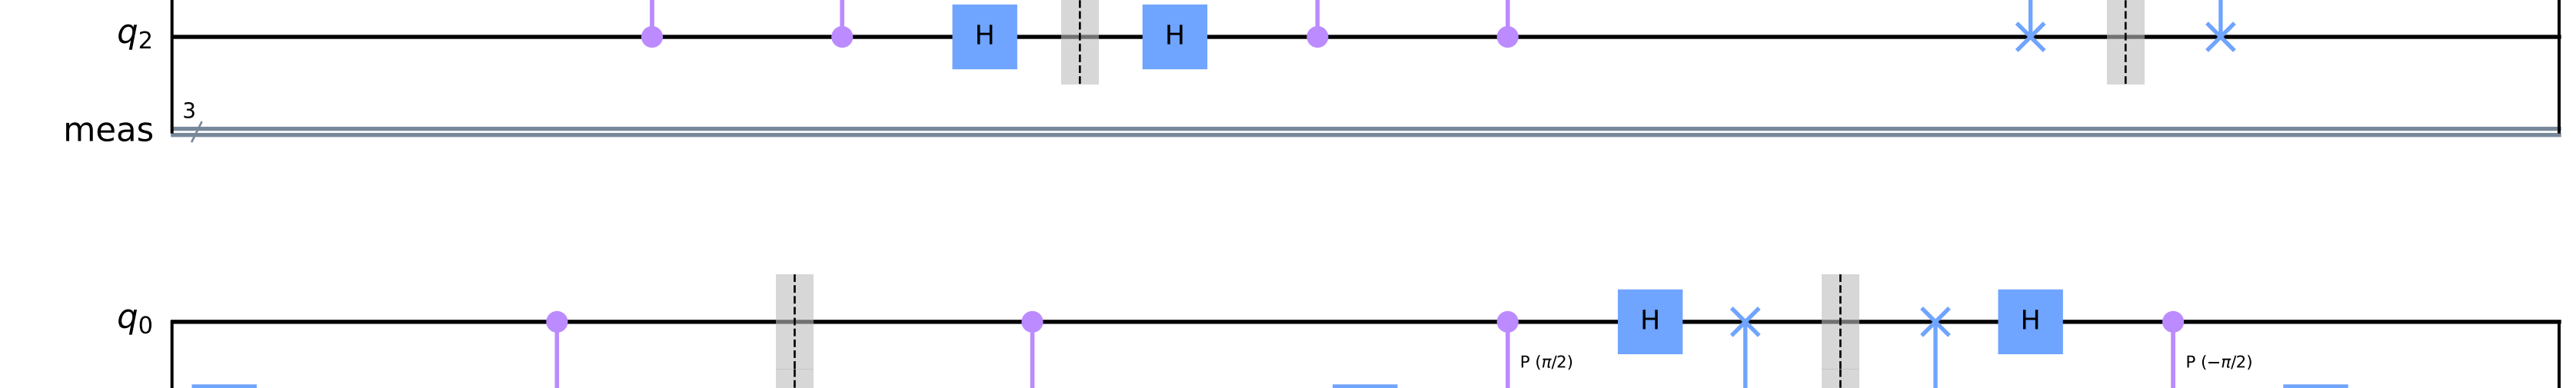 q2 H H
3
meas
q0 H H
P (π/2) P (−π/2)